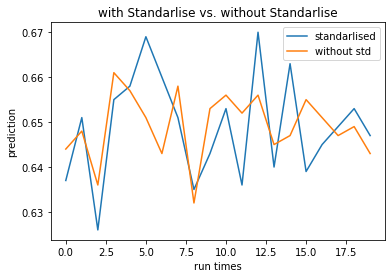 with Standarlise vs. without Standarlise
standarlised
without std
prediction
0.67
0.66
0.65
0.64
0.63
0.0 2.5 5.0 7.5 10.0 12.5 15.0 17.5
run times